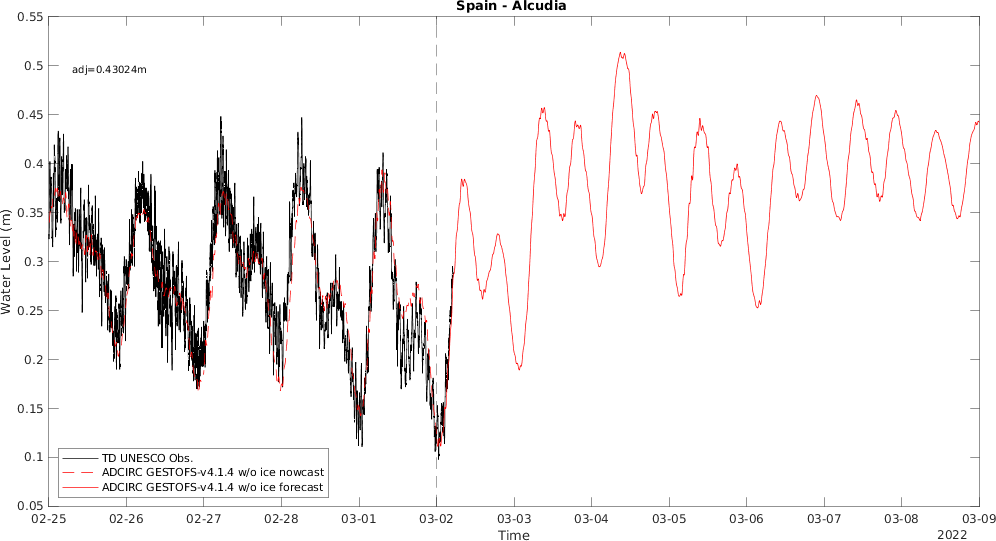 Spain - Alcudia
0.55
0.5
0.45
0.4
0.35
0.3
0.25
0.2
0.15
0.1
0.05
Water Level (m)
adj=0.43024m
TD UNESCO Obs.
ADCIRC GESTOFS-v4.1.4 w/o ice nowcast
ADCIRC GESTOFS-v4.1.4 w/o ice forecast
02-25 02-26 02-27 02-28 03-01 03-02 03-03 03-04 03-05 03-06 03-07 03-08 03-09
Time
2022